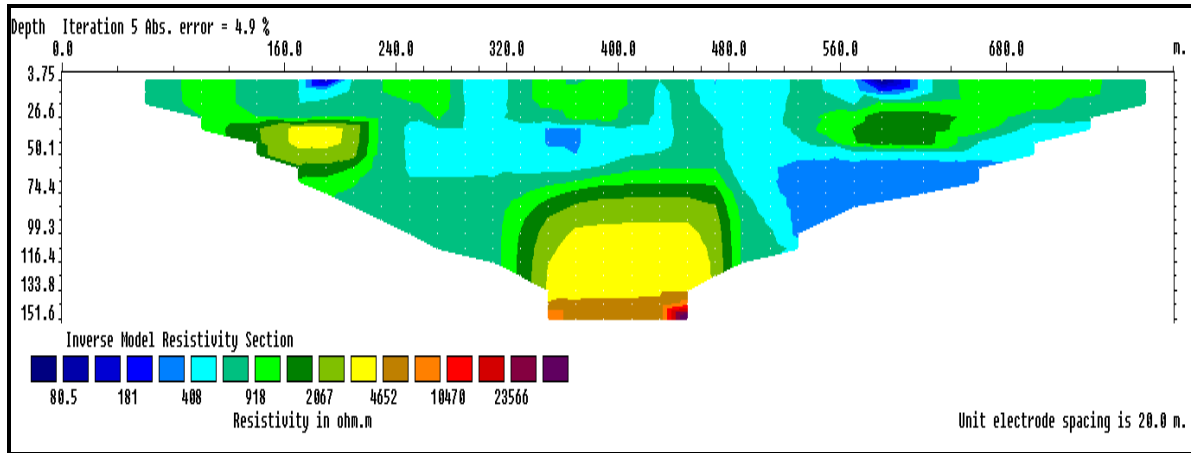 Depth Iteration 5 Abs. error = 4.9 %
0.0 160.0 240.0 320.0 400.0 480.0 560.0 680.0 m.
3.75
26.6
50.1
74.4
99.3
116.4
133.8
151.6
Inverse Model Resistivity Section
80.5 181 408 918 2067 4652 10470 23566
Resistivity in ohm.m
Unit electrode spacing is 20.0 m.